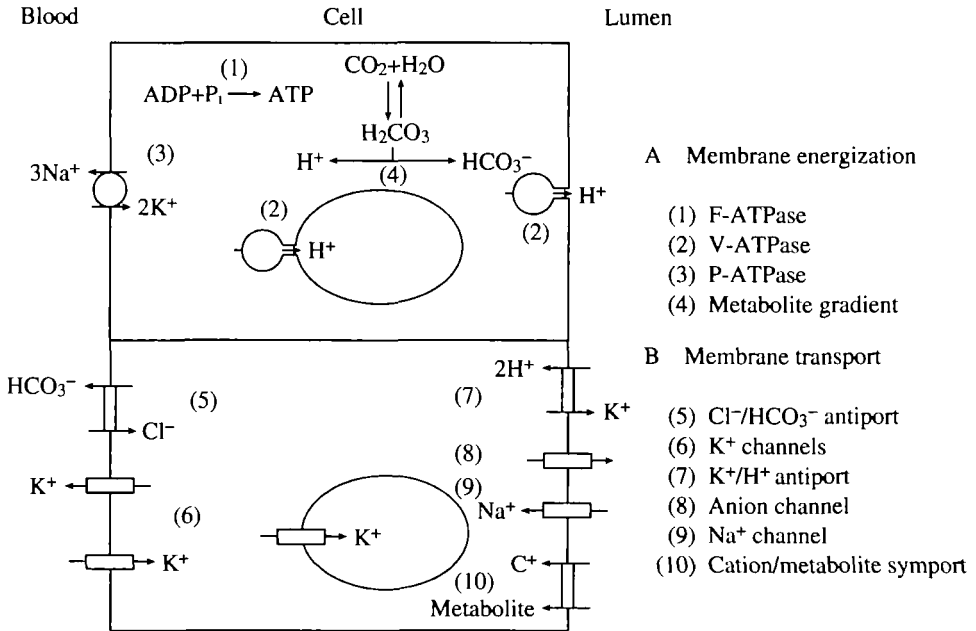 Blood Cell Lumen
(1)
CO₂+H₂O
ADP+Pᵢ ATP
H₂CO₃
H⁺ HCO₃⁻
(3)
3Na⁺
2K⁺
(4)
(2)
H⁺
H⁺
(2)
A Membrane energization
(1) F-ATPase
(2) V-ATPase
(3) P-ATPase
(4) Metabolite gradient
B Membrane transport
(5) Cl⁻/HCO₃⁻ antiport
(6) K⁺ channels
(7) K⁺/H⁺ antiport
(8) Anion channel
(9) Na⁺ channel
(10) Cation/metabolite symport
HCO₃⁻
(5)
Cl⁻
2H⁺
(7)
K⁺
(8)
K⁺
(9)
Na⁺
(6)
K⁺
K⁺
(10)
C⁺
Metabolite